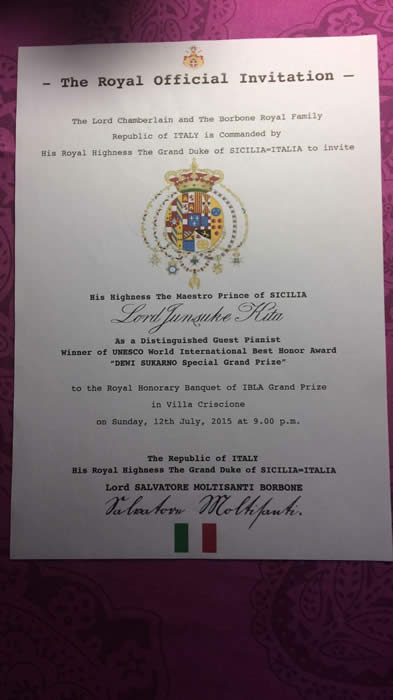 – The Royal Official Invitation –
The Lord Chamberlain and The Borbone Royal Family
Republic of ITALY is Commanded by
His Royal Highness The Grand Duke of SICILIA=ITALIA to invite
His Highness The Maestro Prince of SICILIA
Lord Junsuke Kita
As a Distinguished Guest Pianist
Winner of UNESCO World International Best Honor Award
"DEWI SUKARNO Special Grand Prize"
to the Royal Honorary Banquet of IBLA Grand Prize
in Villa Criscione
on Sunday, 12th July, 2015 at 9.00 p.m.
The Republic of ITALY
His Royal Highness The Grand Duke of SICILIA=ITALIA
Lord SALVATORE MOLTISANTI BORBONE
Salvatore Moltisanti.